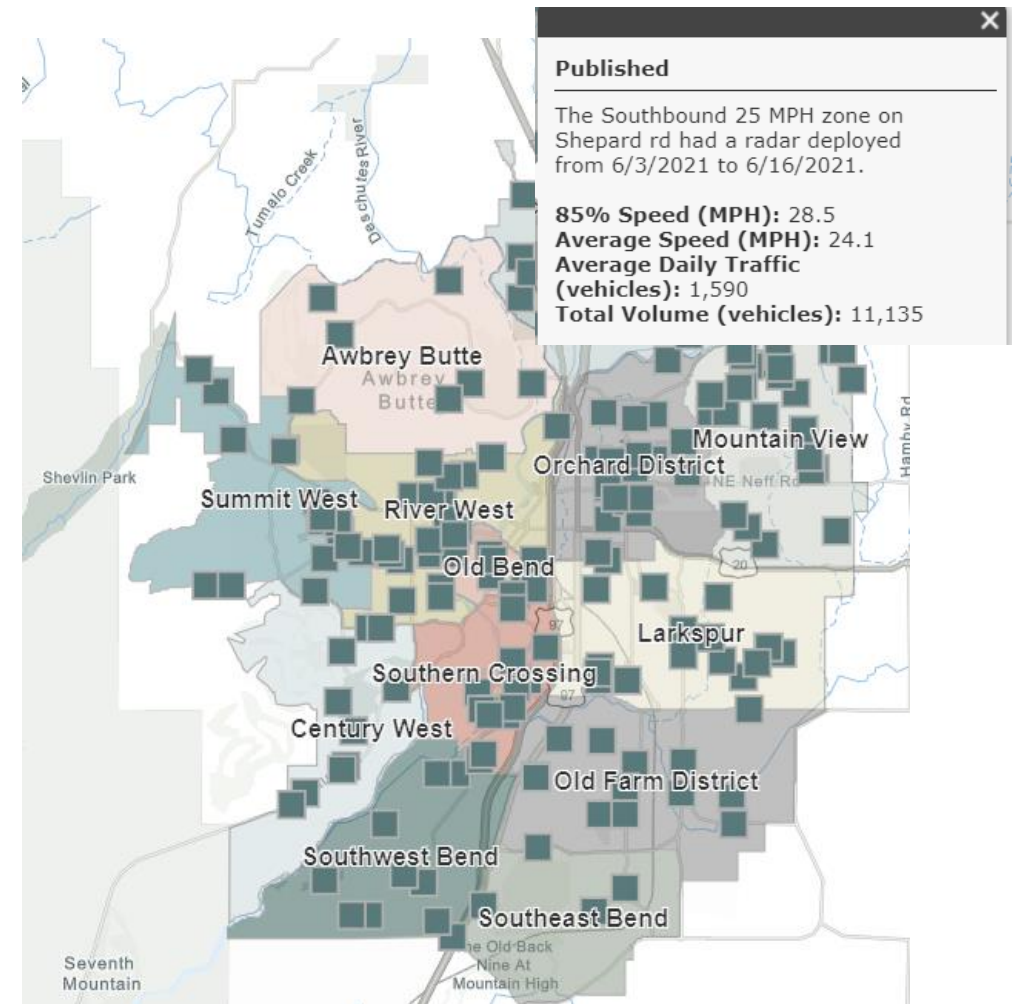 ×
Published
The Southbound 25 MPH zone on
Shepard rd had a radar deployed
from 6/3/2021 to 6/16/2021.
85% Speed (MPH): 28.5
Average Speed (MPH): 24.1
Average Daily Traffic
(vehicles): 1,590
Total Volume (vehicles): 11,135
Tumalo Creek
Deschutes River
Awbrey Butte
Awbrey
Butte
Hamby Rd
Mountain View
Orchard District
NE Neff Rd
Shevlin Park
Summit West
River West
Old Bend
20
97
Larkspur
Southern Crossing
97
Century West
Old Farm District
Southwest Bend
Southeast Bend
Old Back
Nine At
Mountain High
Seventh
Mountain